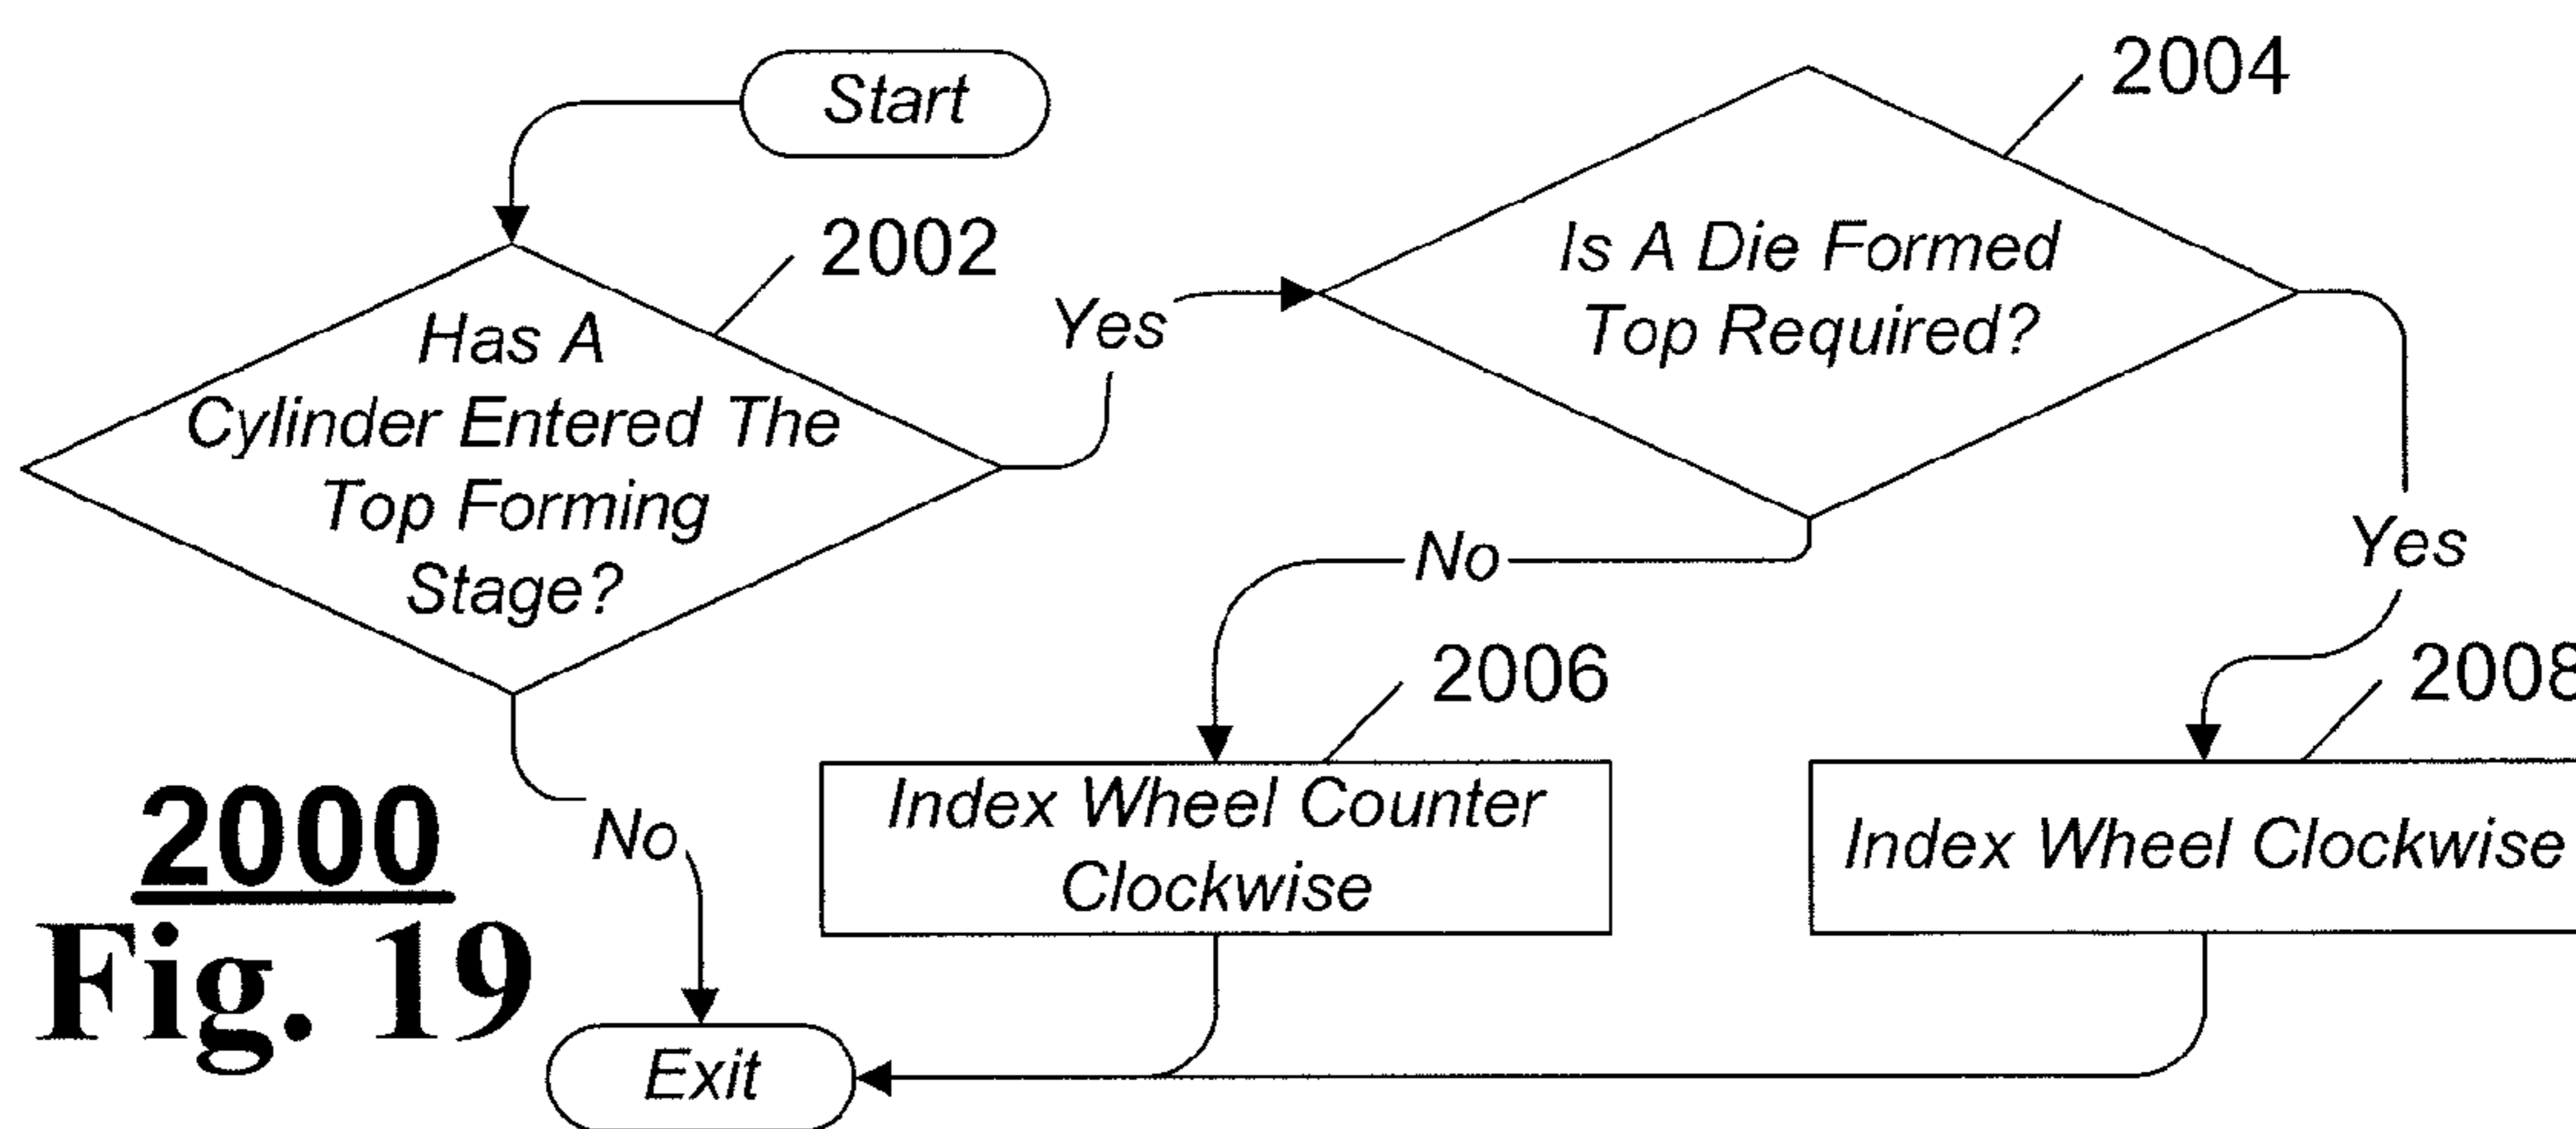 Start
2002
Has A
Cylinder Entered The
Top Forming
Stage?
Yes
No
2004
Is A Die Formed
Top Required?
No
Yes
2006
Index Wheel Counter
Clockwise
2008
Index Wheel Clockwise
Exit
2000
Fig. 19